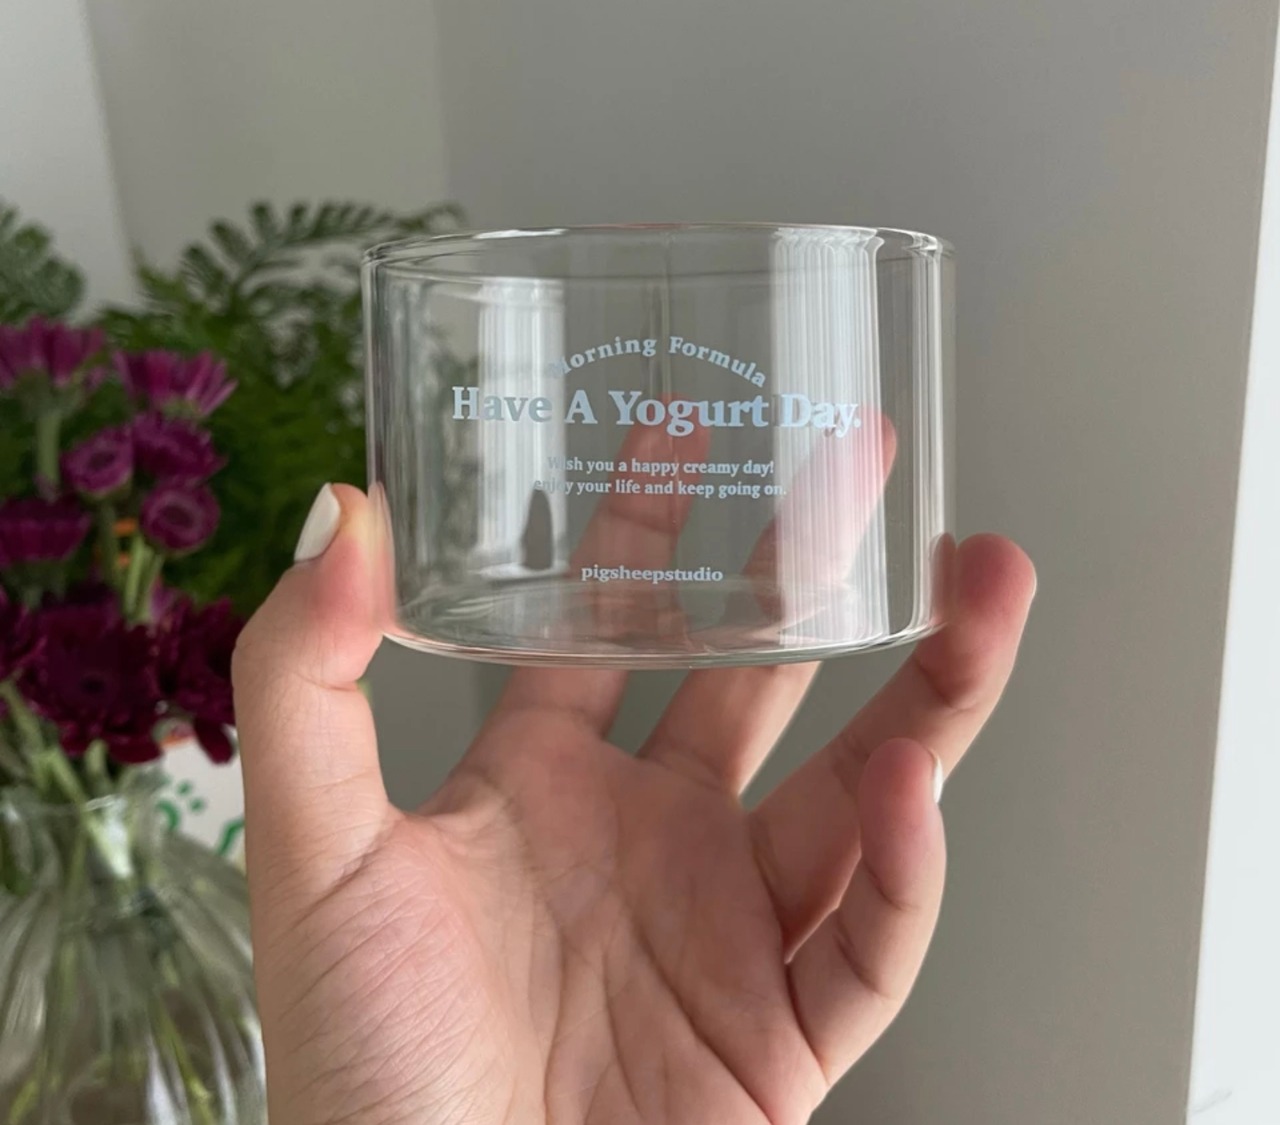 Morning Formula
Have A Yogurt Day.
Wish you a happy creamy day!
enjoy your life and keep going on.
pigsheepstudio